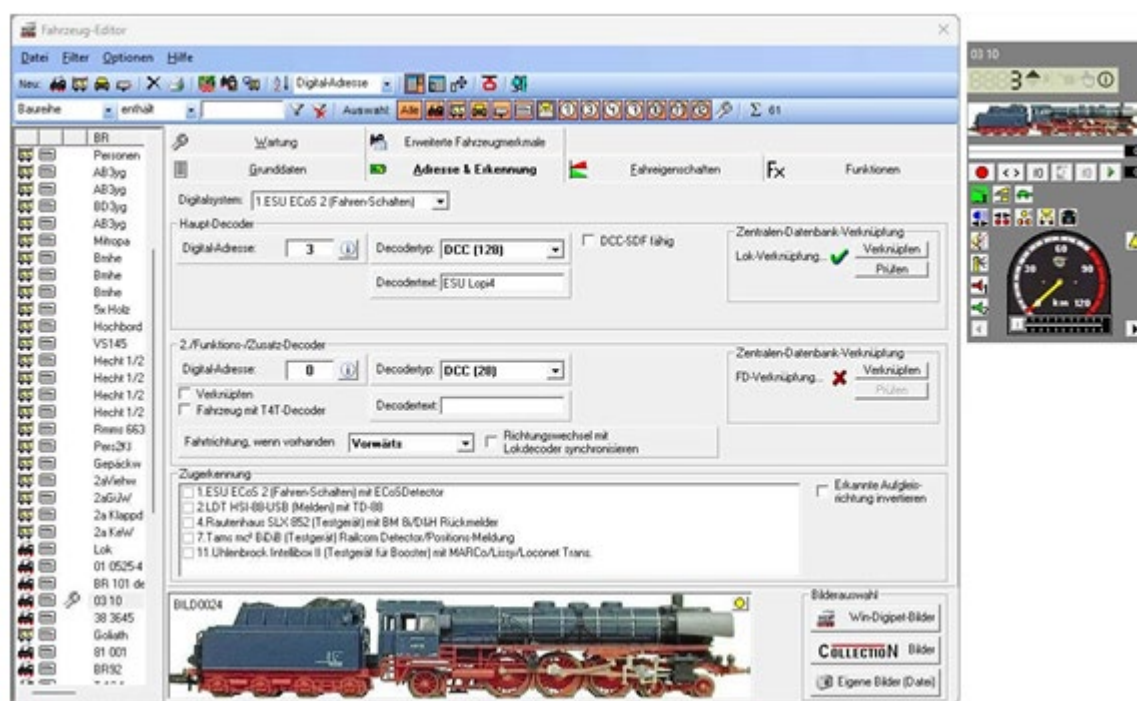 Fahrzeug-Editor
Datei Filter Optionen Hilfe
Neu: Digital-Adresse
Baureihe enthält Auswahl: Alle Σ 61
BR
Personen
AB3yg
AB3yg
BD3yg
AB3yg
Mitropa
Bmhe
Bmhe
Bmhe
5x Holz
Hochbord
VS145
Hecht 1/2
Hecht 1/2
Hecht 1/2
Hecht 1/2
Rmms 663
Gepäckw
2aViehw
2aGüW
2a Klappd
2a KeW
Lok
01 0525-4
BR 101 de
03 10
38 3645
Goliath
81 001
BR92
Wartung Erweiterte Fahrzeugmerkmale
Grunddaten Adresse & Erkennung Fahreigenschaften Fx Funktionen
Digitalsystem: 1.ESU ECoS 2 (Fahren-Schalten)
Haupt-Decoder
Digital-Adresse: 3 Decodertyp: DCC (128) DCC-SDF fähig
Decodertext: ESU Lopi4
Zentralen-Datenbank-Verknüpfung
Lok-Verknüpfung... Verknüpfen
Prüfen
2./Funktions-/Zusatz-Decoder
Digital-Adresse: 0 Decodertyp: DCC (28)
Verknüpfen
Fahrzeug mit T4T-Decoder
Decodertext:
Zentralen-Datenbank-Verknüpfung
FD-Verknüpfung... Verknüpfen
Prüfen
Fahrtrichtung, wenn vorhanden Vorwärts Richtungswechsel mit
Lokdecoder synchronisieren
Zugerkennung
1.ESU ECoS 2 (Fahren-Schalten) mit ECoSDetector
2.LDT HSI-88-USB (Melden) mit TD-88
4.Rautenhaus SLX 852 (Testgerät) mit BM 8i/D&H Rückmelder
7.Tams mc² BiDiB (Testgerät) Railcom Detector/Positions-Meldung
11.Uhlenbrock Intellibox II (Testgerät für Booster) mit MARCo/Lissy/Loconet Trans.
Erkannte Aufgleis-
richtung invertieren
BILD0024
Bilderauswahl
Win-Digipet-Bilder
COLLECTION Bilder
Eigene Bilder (Datei)
03 10
3
30 60 90
km 120